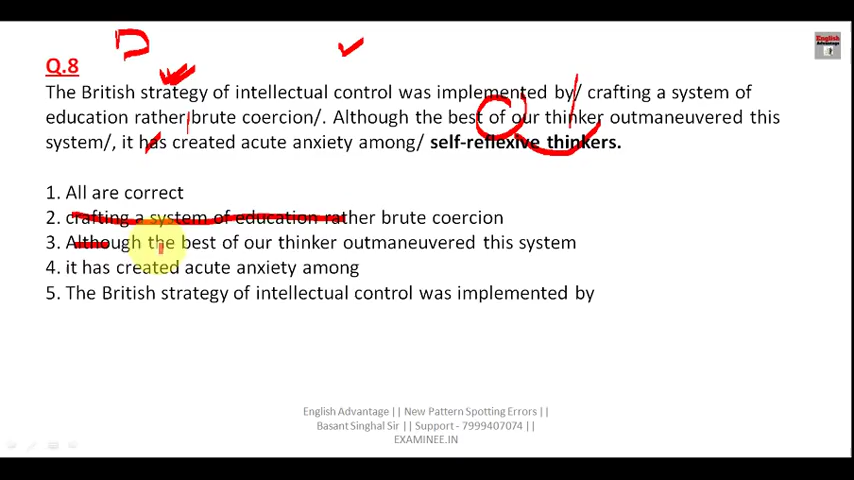 English
Advantage
Q.8
The British strategy of intellectual control was implemented by/ crafting a system of
education rather brute coercion/. Although the best of our thinker outmaneuvered this
system/, it has created acute anxiety among/ self-reflexive thinkers.
1. All are correct
2. crafting a system of education rather brute coercion
3. Although the best of our thinker outmaneuvered this system
4. it has created acute anxiety among
5. The British strategy of intellectual control was implemented by
English Advantage || New Pattern Spotting Errors ||
Basant Singhal Sir || Support - 7999407074 ||
EXAMINEE.IN